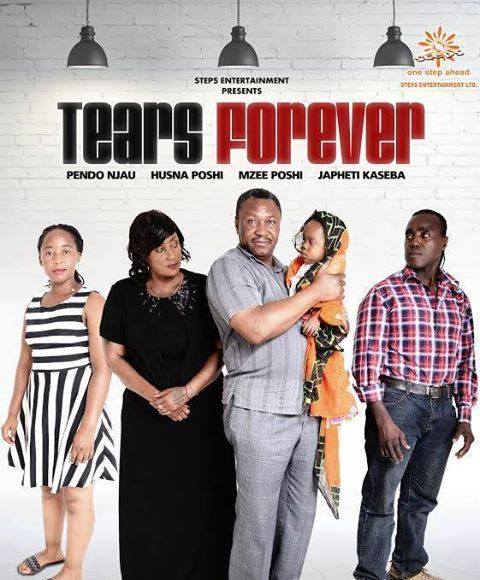 STEPS ENTERTAINMENT
PRESENTS
one step ahead
STEPS ENTERTAINMENT LTD.
Tears Forever
PENDO NJAU HUSNA POSHI MZEE POSHI JAPHETI KASEBA